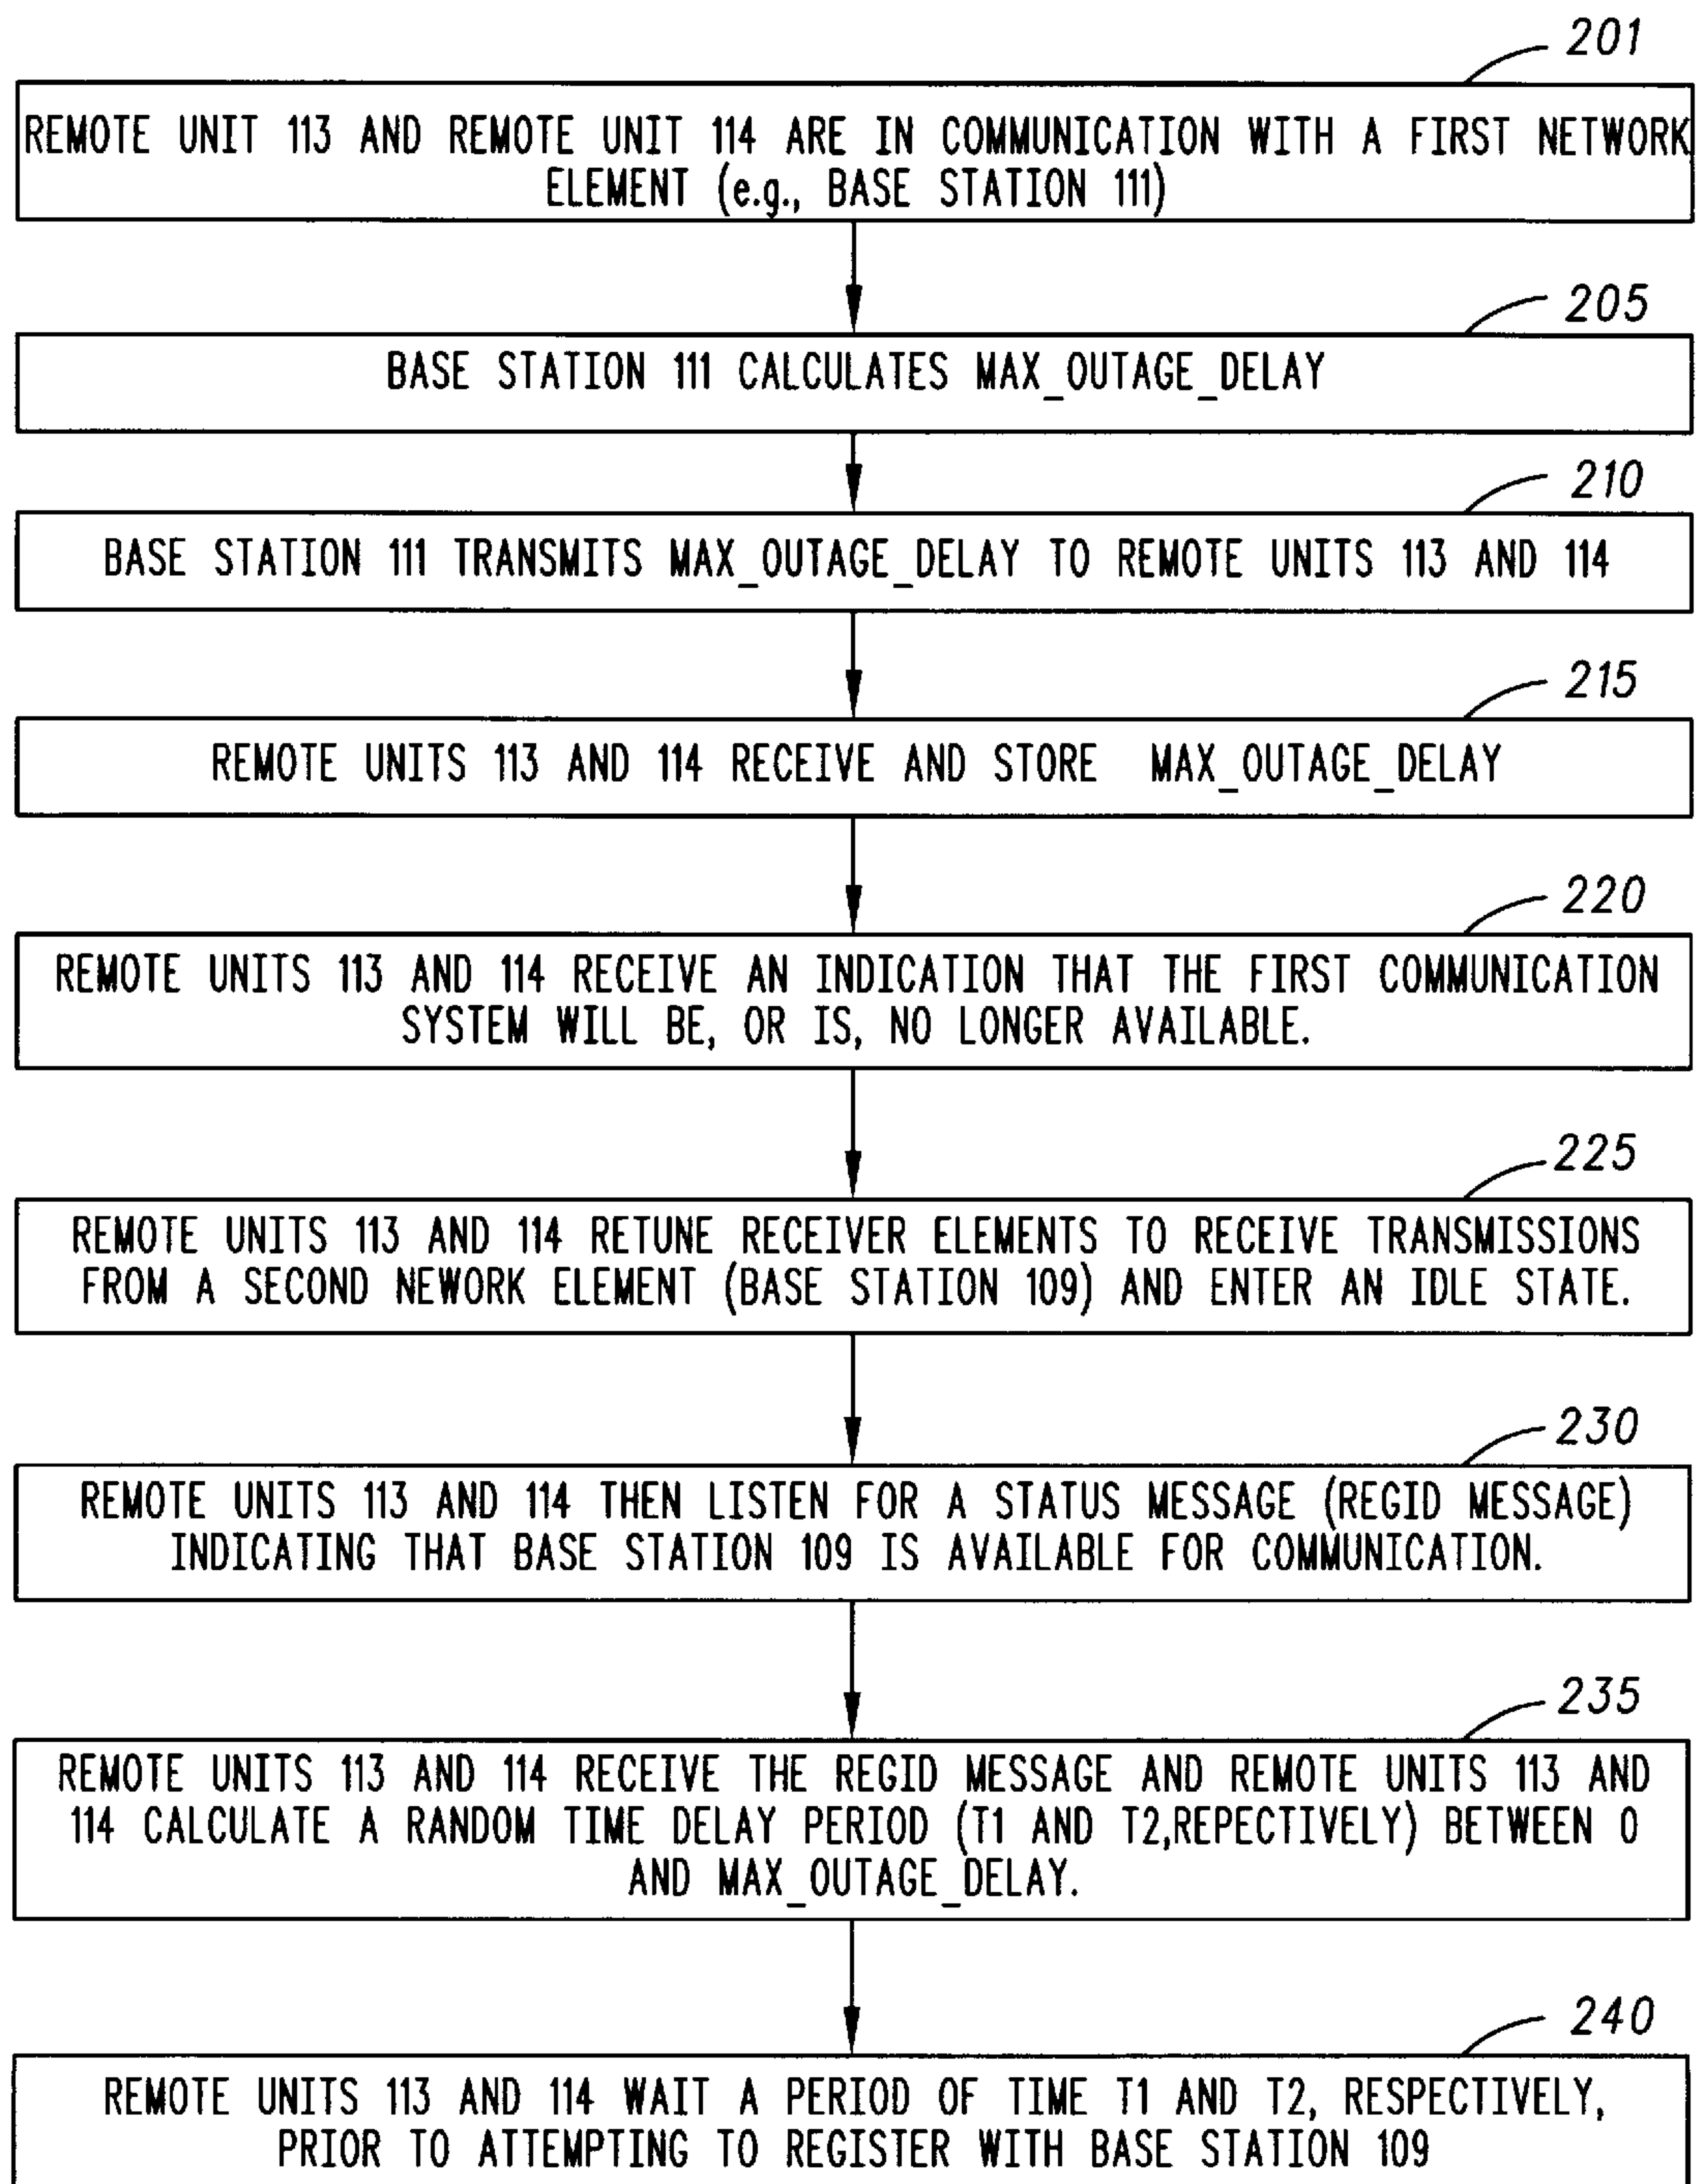 201
REMOTE UNIT 113 AND REMOTE UNIT 114 ARE IN COMMUNICATION WITH A FIRST NETWORK
ELEMENT (e.g., BASE STATION 111)
205
BASE STATION 111 CALCULATES MAX_OUTAGE_DELAY
210
BASE STATION 111 TRANSMITS MAX_OUTAGE_DELAY TO REMOTE UNITS 113 AND 114
215
REMOTE UNITS 113 AND 114 RECEIVE AND STORE MAX_OUTAGE_DELAY
220
REMOTE UNITS 113 AND 114 RECEIVE AN INDICATION THAT THE FIRST COMMUNICATION
SYSTEM WILL BE, OR IS, NO LONGER AVAILABLE.
225
REMOTE UNITS 113 AND 114 RETUNE RECEIVER ELEMENTS TO RECEIVE TRANSMISSIONS
FROM A SECOND NEWORK ELEMENT (BASE STATION 109) AND ENTER AN IDLE STATE.
230
REMOTE UNITS 113 AND 114 THEN LISTEN FOR A STATUS MESSAGE (REGID MESSAGE)
INDICATING THAT BASE STATION 109 IS AVAILABLE FOR COMMUNICATION.
235
REMOTE UNITS 113 AND 114 RECEIVE THE REGID MESSAGE AND REMOTE UNITS 113 AND
114 CALCULATE A RANDOM TIME DELAY PERIOD (T1 AND T2,REPECTIVELY) BETWEEN 0
AND MAX_OUTAGE_DELAY.
240
REMOTE UNITS 113 AND 114 WAIT A PERIOD OF TIME T1 AND T2, RESPECTIVELY,
PRIOR TO ATTEMPTING TO REGISTER WITH BASE STATION 109